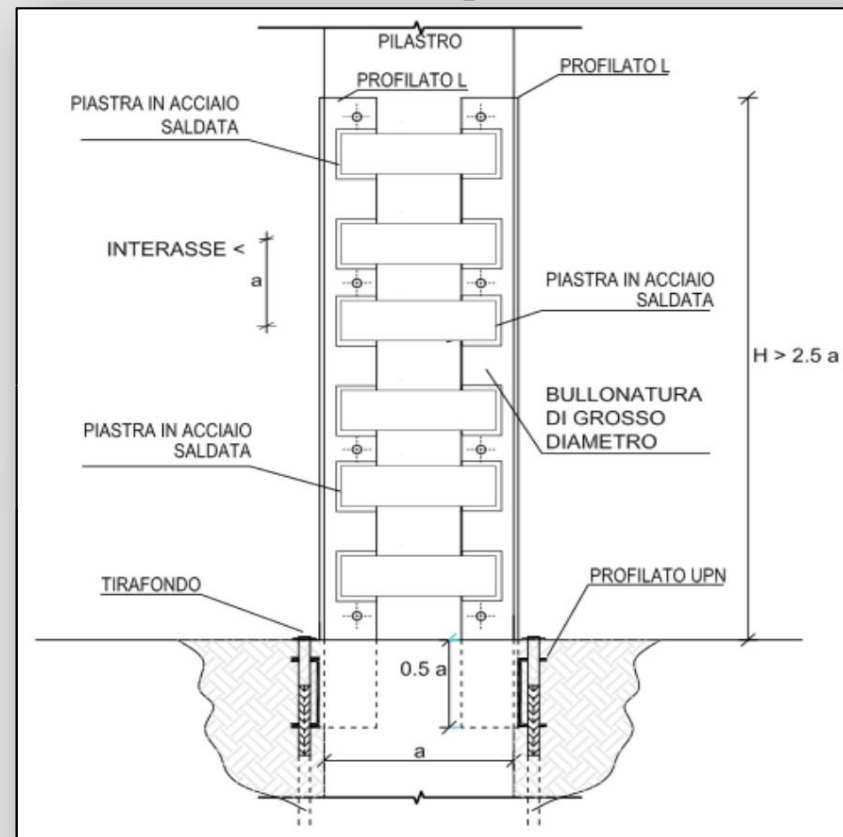 PILASTRO
PROFILATO L
PROFILATO L
PIASTRA IN ACCIAIO
SALDATA
INTERASSE <
a
PIASTRA IN ACCIAIO
SALDATA
H > 2.5 a
BULLONATURA
DI GROSSO
DIAMETRO
PIASTRA IN ACCIAIO
SALDATA
TIRAFONDO
PROFILATO UPN
0.5 a
a